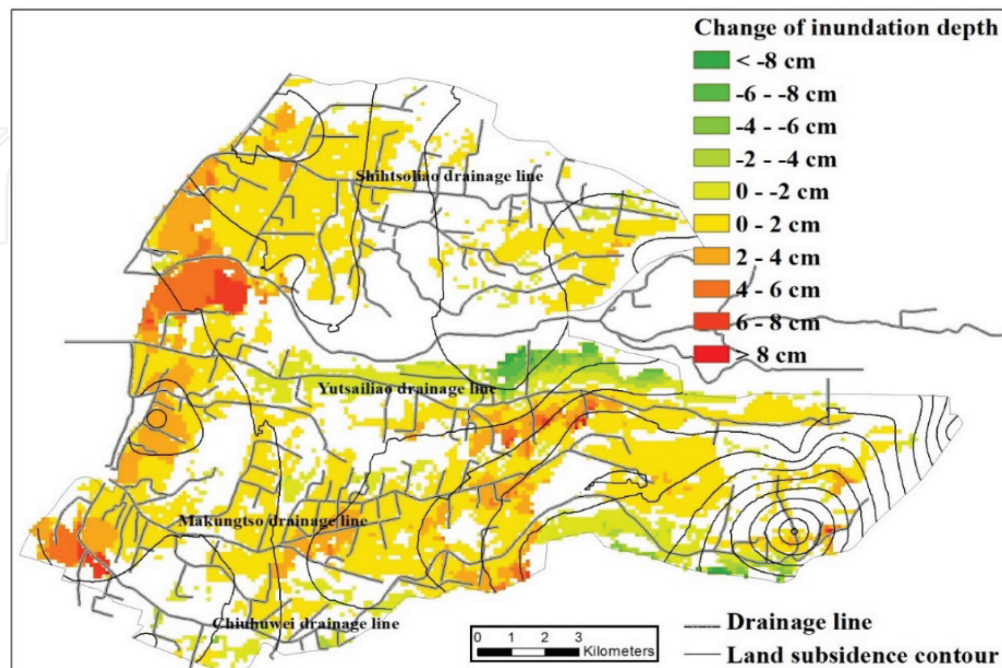 Change of inundation depth
< -8 cm
-6 - -8 cm
-4 - -6 cm
-2 - -4 cm
0 - -2 cm
0 - 2 cm
2 - 4 cm
4 - 6 cm
6 - 8 cm
> 8 cm
Shihtsoliao drainage line
Yutsailiao drainage line
Makungtso drainage line
Chiuhuwei drainage line
0 1 2 3
Kilometers
Drainage line
Land subsidence contour